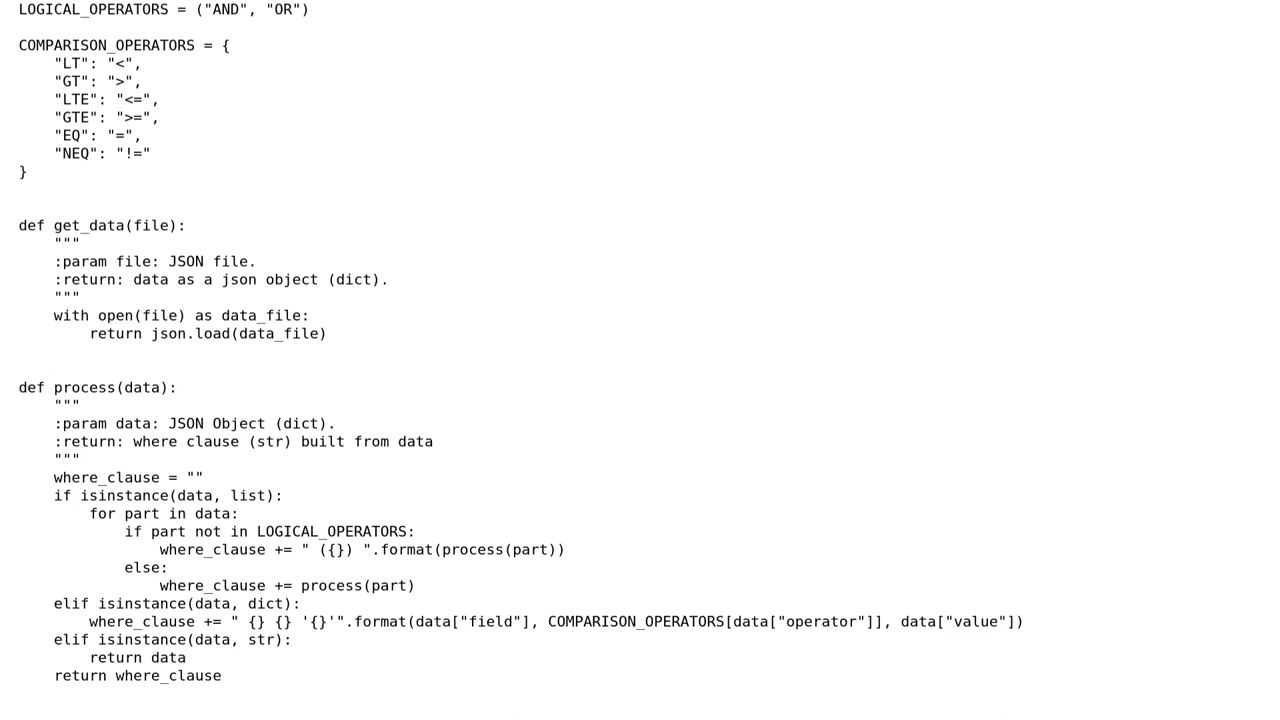 LOGICAL_OPERATORS = ("AND", "OR")

COMPARISON_OPERATORS = {
    "LT": "<",
    "GT": ">",
    "LTE": "<=",
    "GTE": ">=",
    "EQ": "=",
    "NEQ": "!="
}


def get_data(file):
    """
    :param file: JSON file.
    :return: data as a json object (dict).
    """
    with open(file) as data_file:
        return json.load(data_file)


def process(data):
    """
    :param data: JSON Object (dict).
    :return: where clause (str) built from data
    """
    where_clause = ""
    if isinstance(data, list):
        for part in data:
            if part not in LOGICAL_OPERATORS:
                where_clause += " ({}) ".format(process(part))
            else:
                where_clause += process(part)
    elif isinstance(data, dict):
        where_clause += " {} {} '{}'".format(data["field"], COMPARISON_OPERATORS[data["operator"]], data["value"])
    elif isinstance(data, str):
        return data
    return where_clause